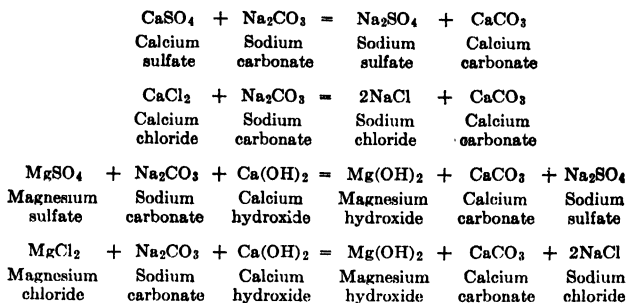 CaSO₄ + Na₂CO₃ = Na₂SO₄ + CaCO₃
Calcium Sodium Sodium Calcium
sulfate carbonate sulfate carbonate
CaCl₂ + Na₂CO₃ = 2NaCl + CaCO₃
Calcium Sodium Sodium Calcium
chloride carbonate chloride carbonate
MgSO₄ + Na₂CO₃ + Ca(OH)₂ = Mg(OH)₂ + CaCO₃ + Na₂SO₄
Magnesium Sodium Calcium Magnesium Calcium Sodium
sulfate carbonate hydroxide hydroxide carbonate sulfate
MgCl₂ + Na₂CO₃ + Ca(OH)₂ = Mg(OH)₂ + CaCO₃ + 2NaCl
Magnesium Sodium Calcium Magnesium Calcium Sodium
chloride carbonate hydroxide hydroxide carbonate chloride